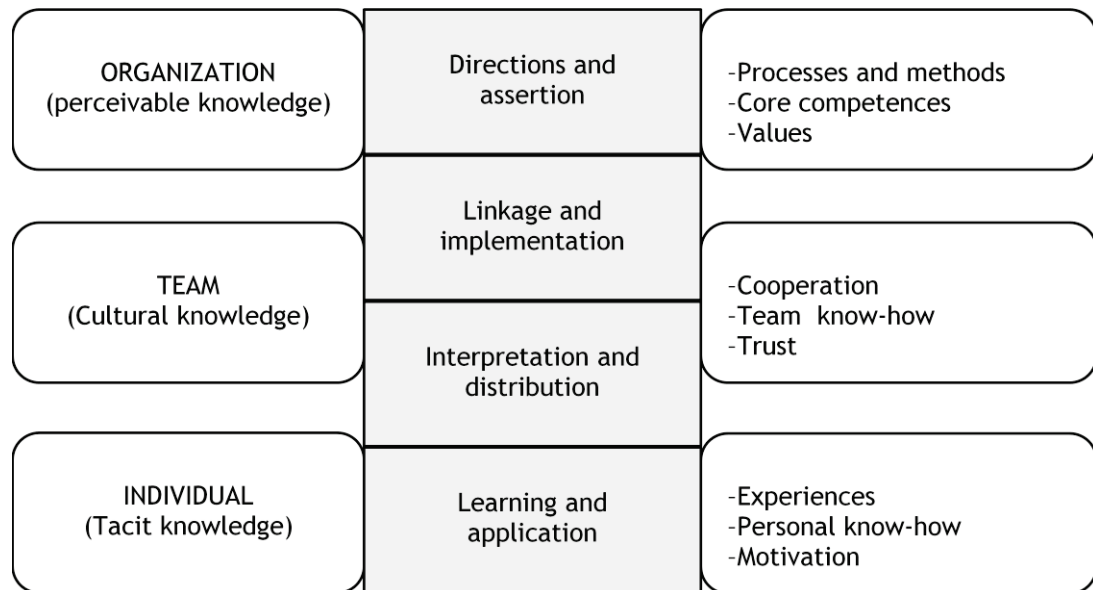 ORGANIZATION
(perceivable knowledge)
Directions and
assertion
-Processes and methods
-Core competences
-Values
Linkage and
implementation
TEAM
(Cultural knowledge)
-Cooperation
-Team  know-how
-Trust
Interpretation and
distribution
INDIVIDUAL
(Tacit knowledge)
Learning and
application
-Experiences
-Personal know-how
-Motivation